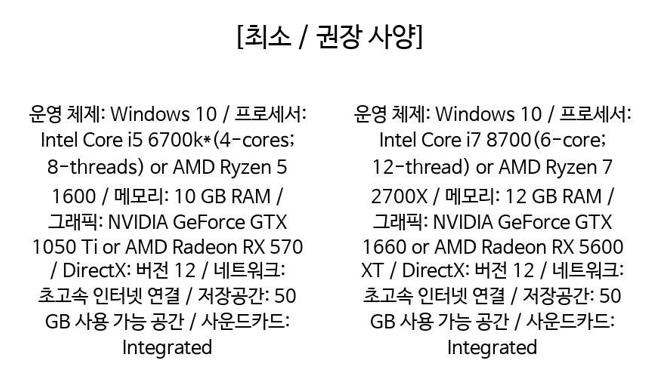 [최소 / 권장 사양]
운영 체제: Windows 10 / 프로세서:
Intel Core i5 6700k*(4-cores;
8-threads) or AMD Ryzen 5
1600 / 메모리: 10 GB RAM /
그래픽: NVIDIA GeForce GTX
1050 Ti or AMD Radeon RX 570
/ DirectX: 버전 12 / 네트워크:
초고속 인터넷 연결 / 저장공간: 50
GB 사용 가능 공간 / 사운드카드:
Integrated
운영 체제: Windows 10 / 프로세서:
Intel Core i7 8700(6-core;
12-thread) or AMD Ryzen 7
2700X / 메모리: 12 GB RAM /
그래픽: NVIDIA GeForce GTX
1660 or AMD Radeon RX 5600
XT / DirectX: 버전 12 / 네트워크:
초고속 인터넷 연결 / 저장공간: 50
GB 사용 가능 공간 / 사운드카드:
Integrated